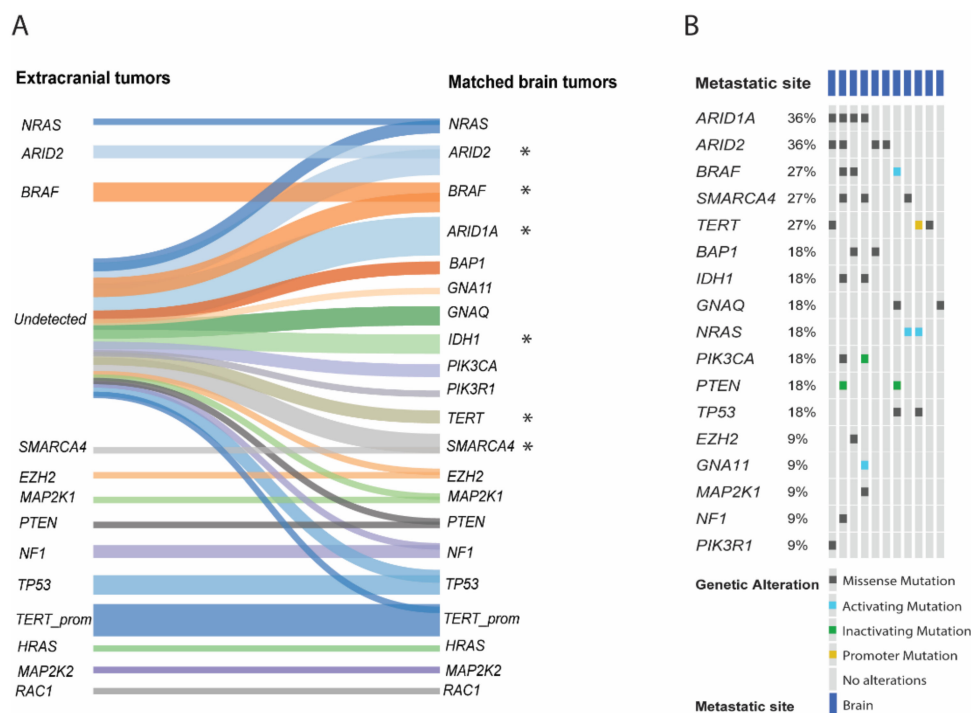 A
B
Extracranial tumors
Matched brain tumors
NRAS
ARID2
BRAF
Undetected
SMARCA4
EZH2
MAP2K1
PTEN
NF1
TP53
TERT_prom
HRAS
MAP2K2
RAC1
NRAS
ARID2 *
BRAF *
ARID1A *
BAP1
GNA11
GNAQ
IDH1 *
PIK3CA
PIK3R1
TERT *
SMARCA4 *
EZH2
MAP2K1
PTEN
NF1
TP53
TERT_prom
HRAS
MAP2K2
RAC1
Metastatic site
ARID1A 36%
ARID2 36%
BRAF 27%
SMARCA4 27%
TERT 27%
BAP1 18%
IDH1 18%
GNAQ 18%
NRAS 18%
PIK3CA 18%
PTEN 18%
TP53 18%
EZH2 9%
GNA11 9%
MAP2K1 9%
NF1 9%
PIK3R1 9%
Genetic Alteration
Missense Mutation
Activating Mutation
Inactivating Mutation
Promoter Mutation
No alterations
Metastatic site
Brain